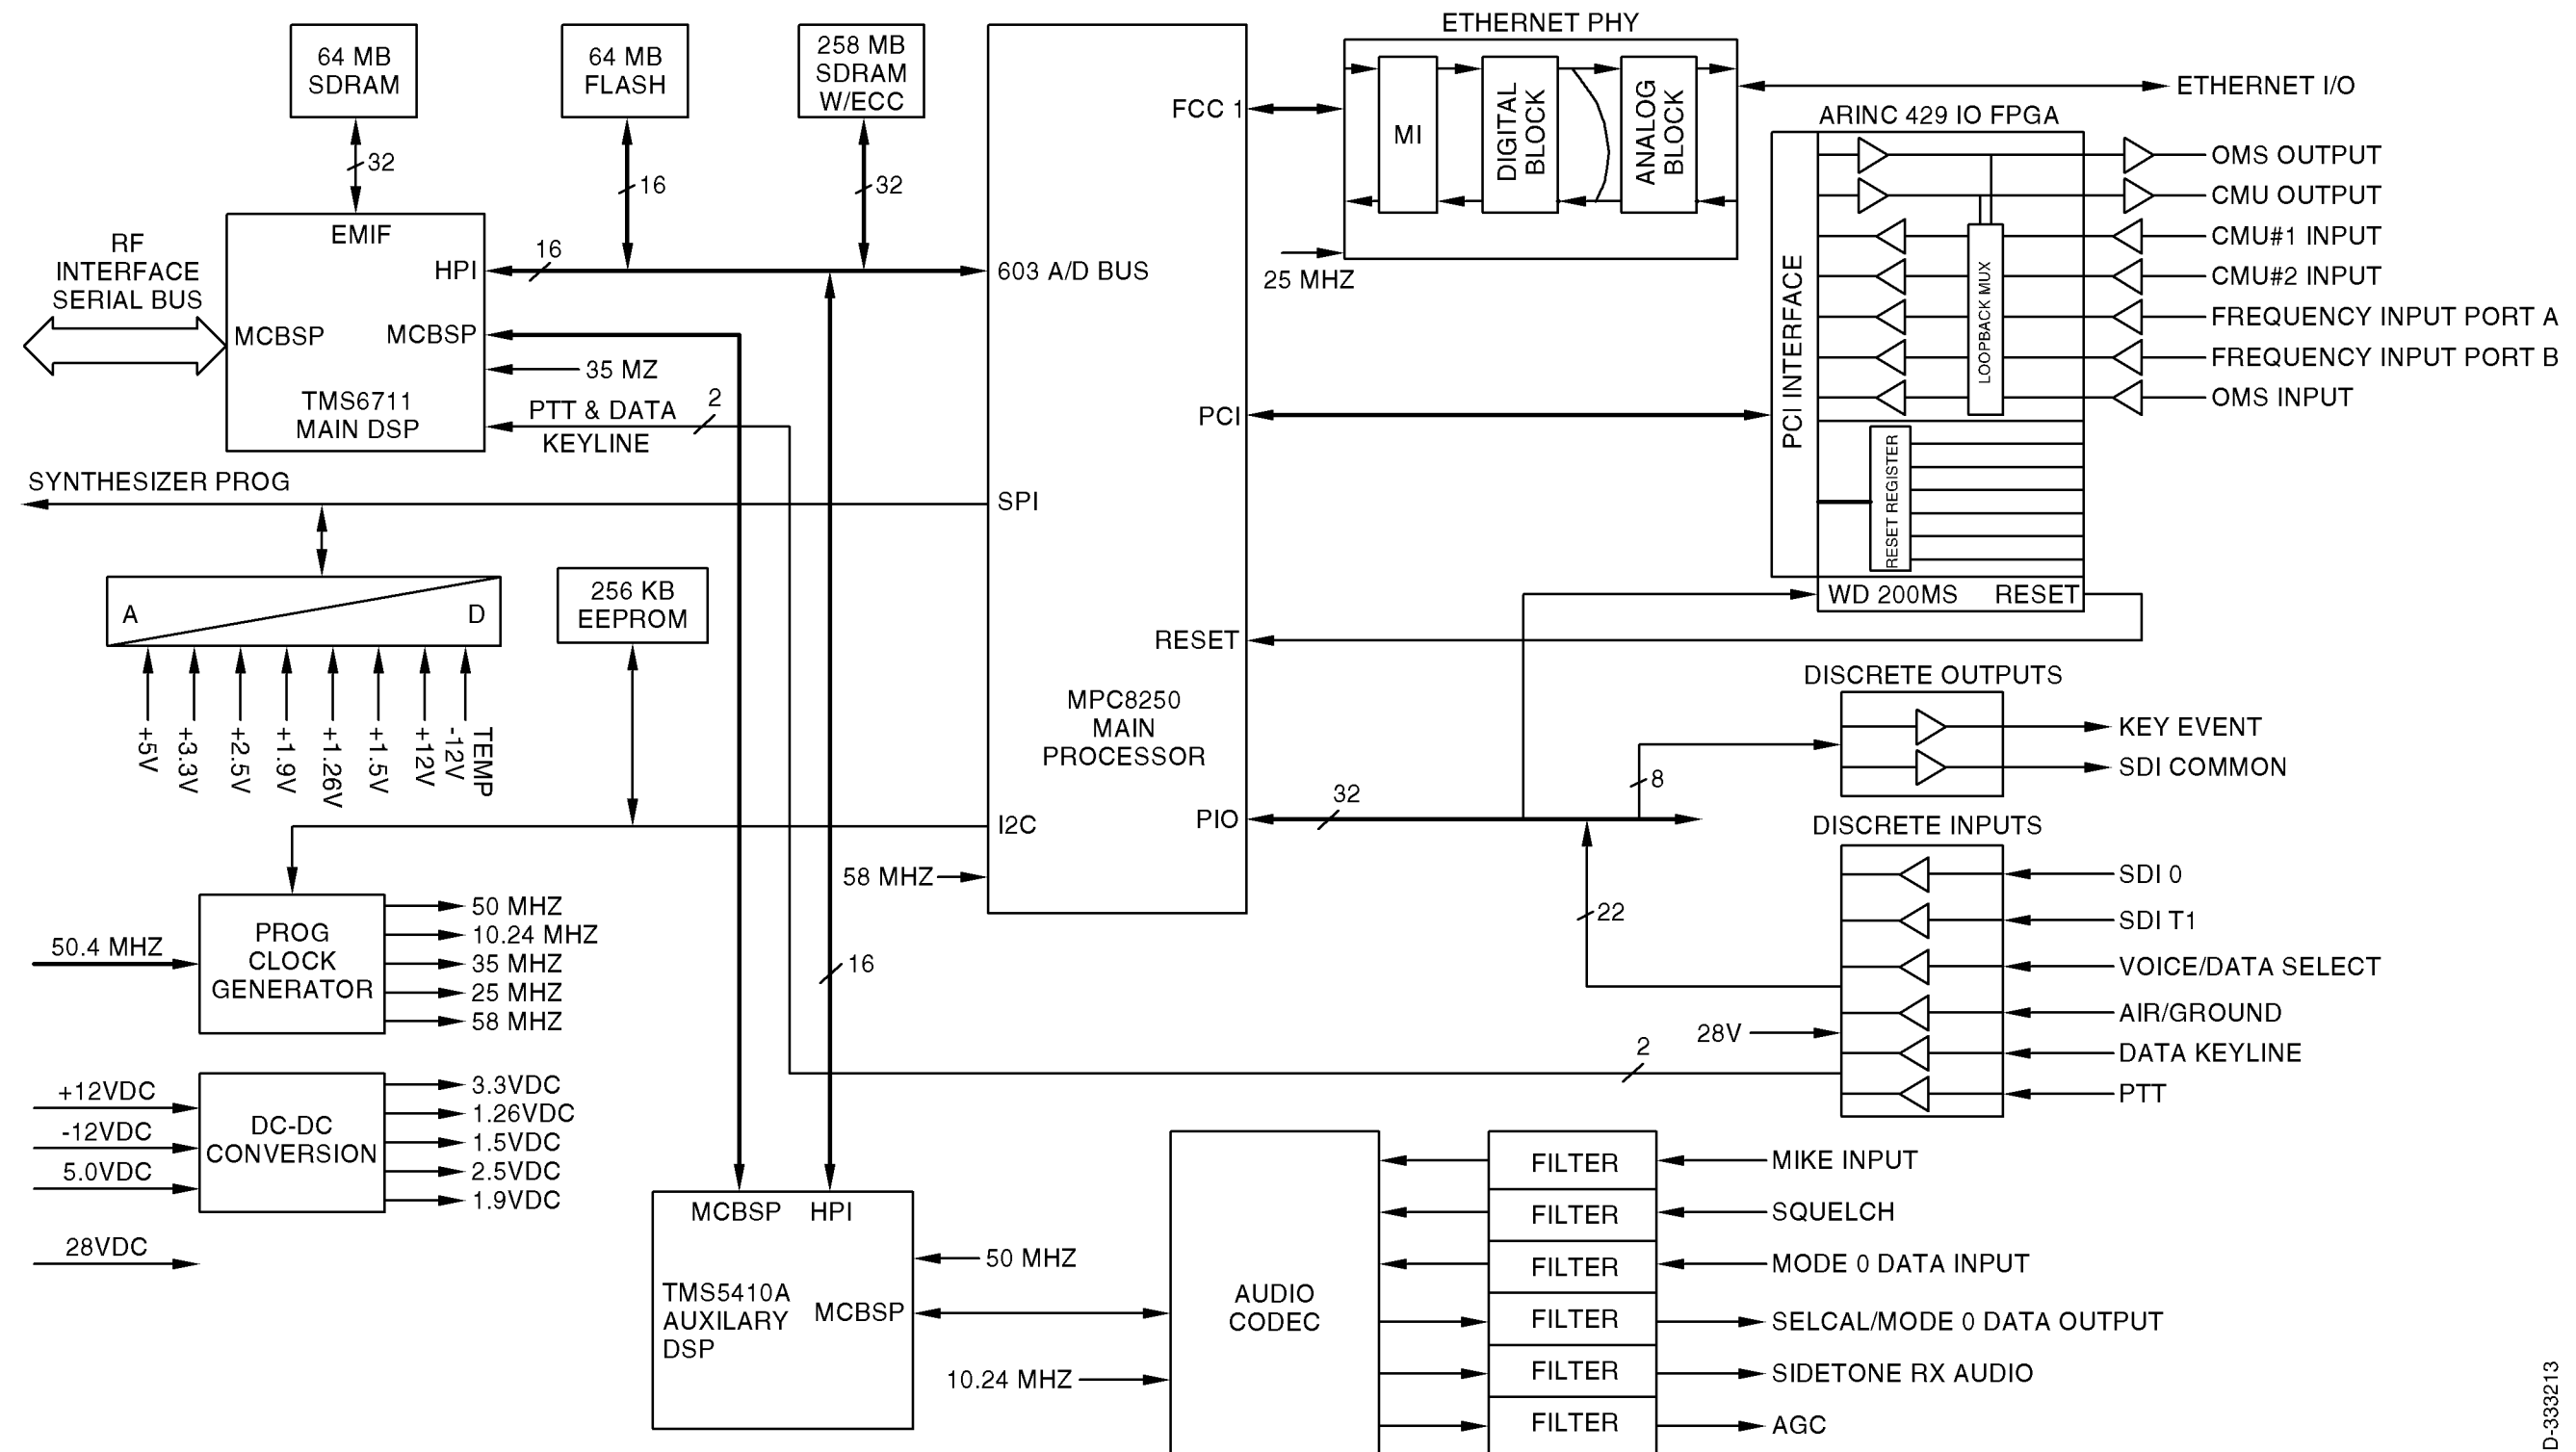 64 MB
SDRAM
64 MB
FLASH
258 MB
SDRAM
W/ECC
32
16
32
RF
INTERFACE
SERIAL BUS
EMIF
HPI
MCBSP
MCBSP
TMS6711
MAIN DSP
16
35 MZ
PTT & DATA
KEYLINE
2
SYNTHESIZER PROG
A
D
+5V
+3.3V
+2.5V
+1.9V
+1.26V
+1.5V
+12V
-12V
TEMP
256 KB
EEPROM
50.4 MHZ
PROG
CLOCK
GENERATOR
50 MHZ
10.24 MHZ
35 MHZ
25 MHZ
58 MHZ
+12VDC
-12VDC
5.0VDC
DC-DC
CONVERSION
3.3VDC
1.26VDC
1.5VDC
2.5VDC
1.9VDC
28VDC
603 A/D BUS
SPI
I2C
58 MHZ
FCC 1
PCI
RESET
MPC8250
MAIN
PROCESSOR
PIO
16
MCBSP
HPI
TMS5410A
AUXILARY
DSP
MCBSP
50 MHZ
10.24 MHZ
ETHERNET PHY
MI
DIGITAL
BLOCK
ANALOG
BLOCK
25 MHZ
ETHERNET I/O
ARINC 429 IO FPGA
PCI INTERFACE
LOOPBACK MUX
RESET REGISTER
WD 200MS
RESET
OMS OUTPUT
CMU OUTPUT
CMU#1 INPUT
CMU#2 INPUT
FREQUENCY INPUT PORT A
FREQUENCY INPUT PORT B
OMS INPUT
32
8
22
2
DISCRETE OUTPUTS
KEY EVENT
SDI COMMON
DISCRETE INPUTS
28V
SDI 0
SDI T1
VOICE/DATA SELECT
AIR/GROUND
DATA KEYLINE
PTT
AUDIO
CODEC
FILTER
MIKE INPUT
FILTER
SQUELCH
FILTER
MODE 0 DATA INPUT
FILTER
SELCAL/MODE 0 DATA OUTPUT
FILTER
SIDETONE RX AUDIO
FILTER
AGC
D-333213